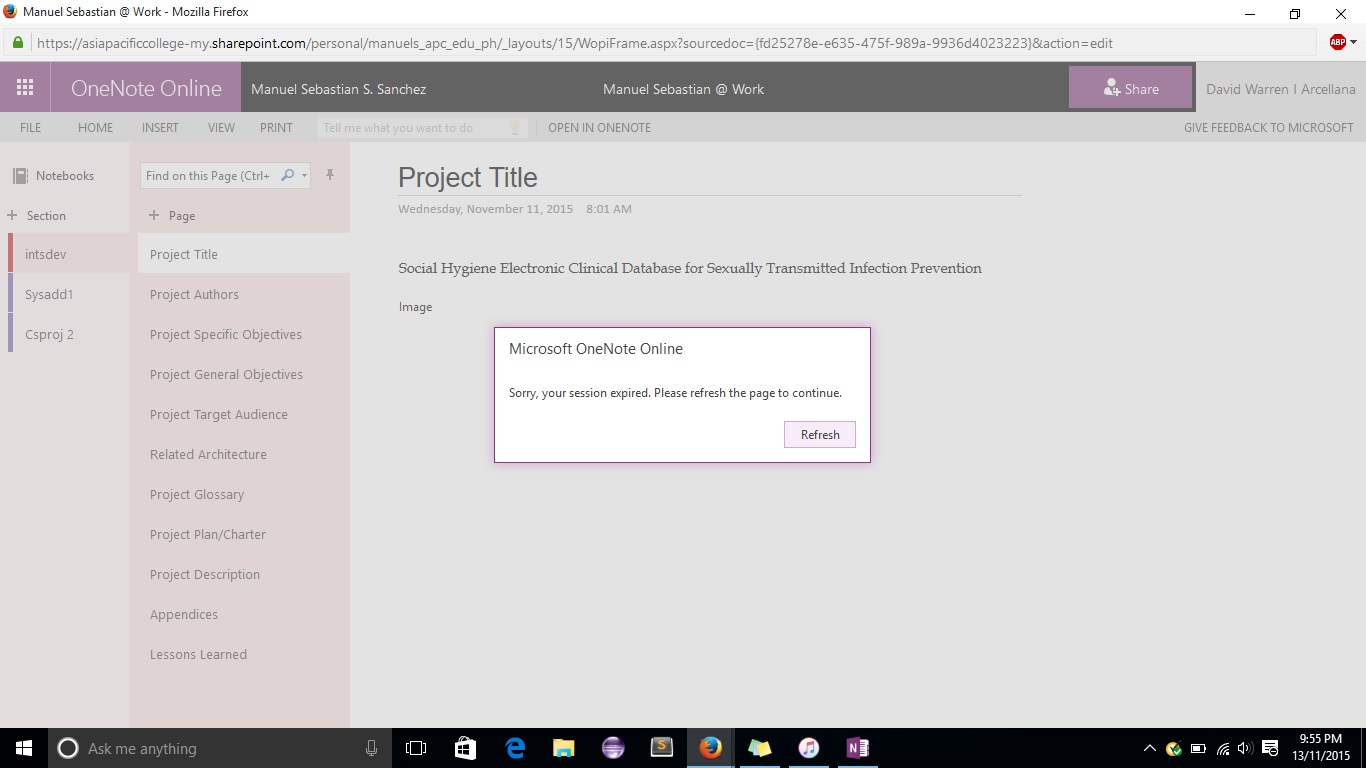 Manuel Sebastian @ Work - Mozilla Firefox
https://asiapacificcollege-my.sharepoint.com/personal/manuels_apc_edu_ph/_layouts/15/WopiFrame.aspx?sourcedoc={fd25278e-e635-475f-989a-9936d4023223}&action=edit
ABP
OneNote Online
Manuel Sebastian S. Sanchez
Manuel Sebastian @ Work
Share
David Warren I Arcellana
FILE HOME INSERT VIEW PRINT Tell me what you want to do OPEN IN ONENOTE GIVE FEEDBACK TO MICROSOFT
Notebooks
+ Section
intsdev
Sysadd1
Csproj 2
Find on this Page (Ctrl+
+ Page
Project Title
Project Authors
Project Specific Objectives
Project General Objectives
Project Target Audience
Related Architecture
Project Glossary
Project Plan/Charter
Project Description
Appendices
Lessons Learned
Project Title
Wednesday, November 11, 2015 8:01 AM
Social Hygiene Electronic Clinical Database for Sexually Transmitted Infection Prevention
Image
Microsoft OneNote Online
Sorry, your session expired. Please refresh the page to continue.
Refresh
Ask me anything
9:55 PM
13/11/2015